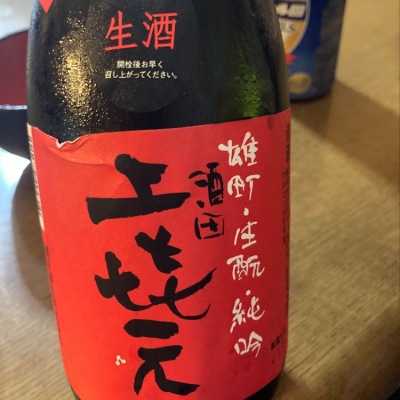 生酒
開栓後お早く
召し上がってください。
雄町・生酛・純吟
酒田
上㐂元